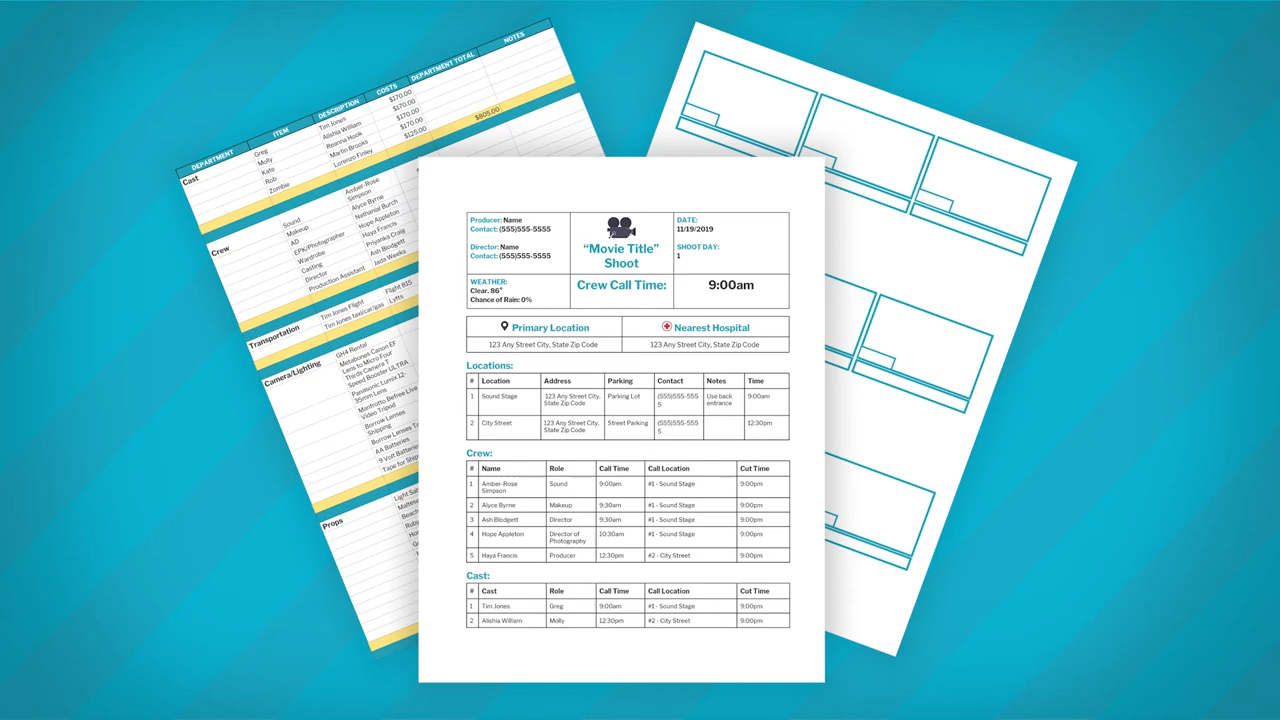 DEPARTMENT ITEM DESCRIPTION COSTS DEPARTMENT TOTAL NOTES
Cast
Greg Tim Jones $170.00
Molly Alishia William $170.00
Kate Reanna Hook $170.00
Rob Martin Brooks $170.00
Zombie Lorenzo Finley $125.00
$805.00
Crew
Sound Amber-Rose
Simpson
Makeup Alyce Byrne
AD Nathanial Burch
EPK/Photographer Hope Appleton
Wardrobe Haya Francis
Casting Priyanka Craig
Director Ash Blodgett
Production Assistant Jada Weeks
Transportation
Tim Jones Flight Flight 815
Tim Jones taxi/car/gas Lyfts
Camera/Lighting
GH4 Rental
Metabones Canon EF
Lens to Micro Four
Thirds Camera T
Speed Booster ULTRA
Panasonic Lumix 12-
35mm Lens
Manfrotto Befree Live
Video Tripod
Borrow Lenses
Shipping
Borrow Lenses
AA Batteries
9 Volt Batteries
Tape for
Props
Light
Producer: Name
Contact: (555)555-5555
Director: Name
Contact: (555)555-5555
“Movie Title”
Shoot
DATE:
11/19/2019
SHOOT DAY:
1
WEATHER:
Clear. 86°
Chance of Rain: 0%
Crew Call Time:
9:00am
Primary Location Nearest Hospital
123 Any Street City, State Zip Code 123 Any Street City, State Zip Code
Locations:
# Location Address Parking Contact Notes Time
1 Sound Stage 123 Any Street City, Parking Lot (555)555-555 Use back 9:00am
State Zip Code 5 entrance
2 City Street 123 Any Street City, Street Parking (555)555-555 12:30pm
State Zip Code 5
Crew:
# Name Role Call Time Call Location Cut Time
1 Amber-Rose Sound 9:00am #1 - Sound Stage 9:00pm
Simpson
2 Alyce Byrne Makeup 9:30am #1 - Sound Stage 9:00pm
3 Ash Blodgett Director 9:30am #1 - Sound Stage 9:00pm
4 Hope Appleton Director of 10:30am #1 - Sound Stage 9:00pm
Photography
5 Haya Francis Producer 12:30pm #2 - City Street 9:00pm
Cast:
# Cast Role Call Time Call Location Cut Time
1 Tim Jones Greg 9:00am #1 - Sound Stage 9:00pm
2 Alishia William Molly 12:30pm #2 - City Street 9:00pm